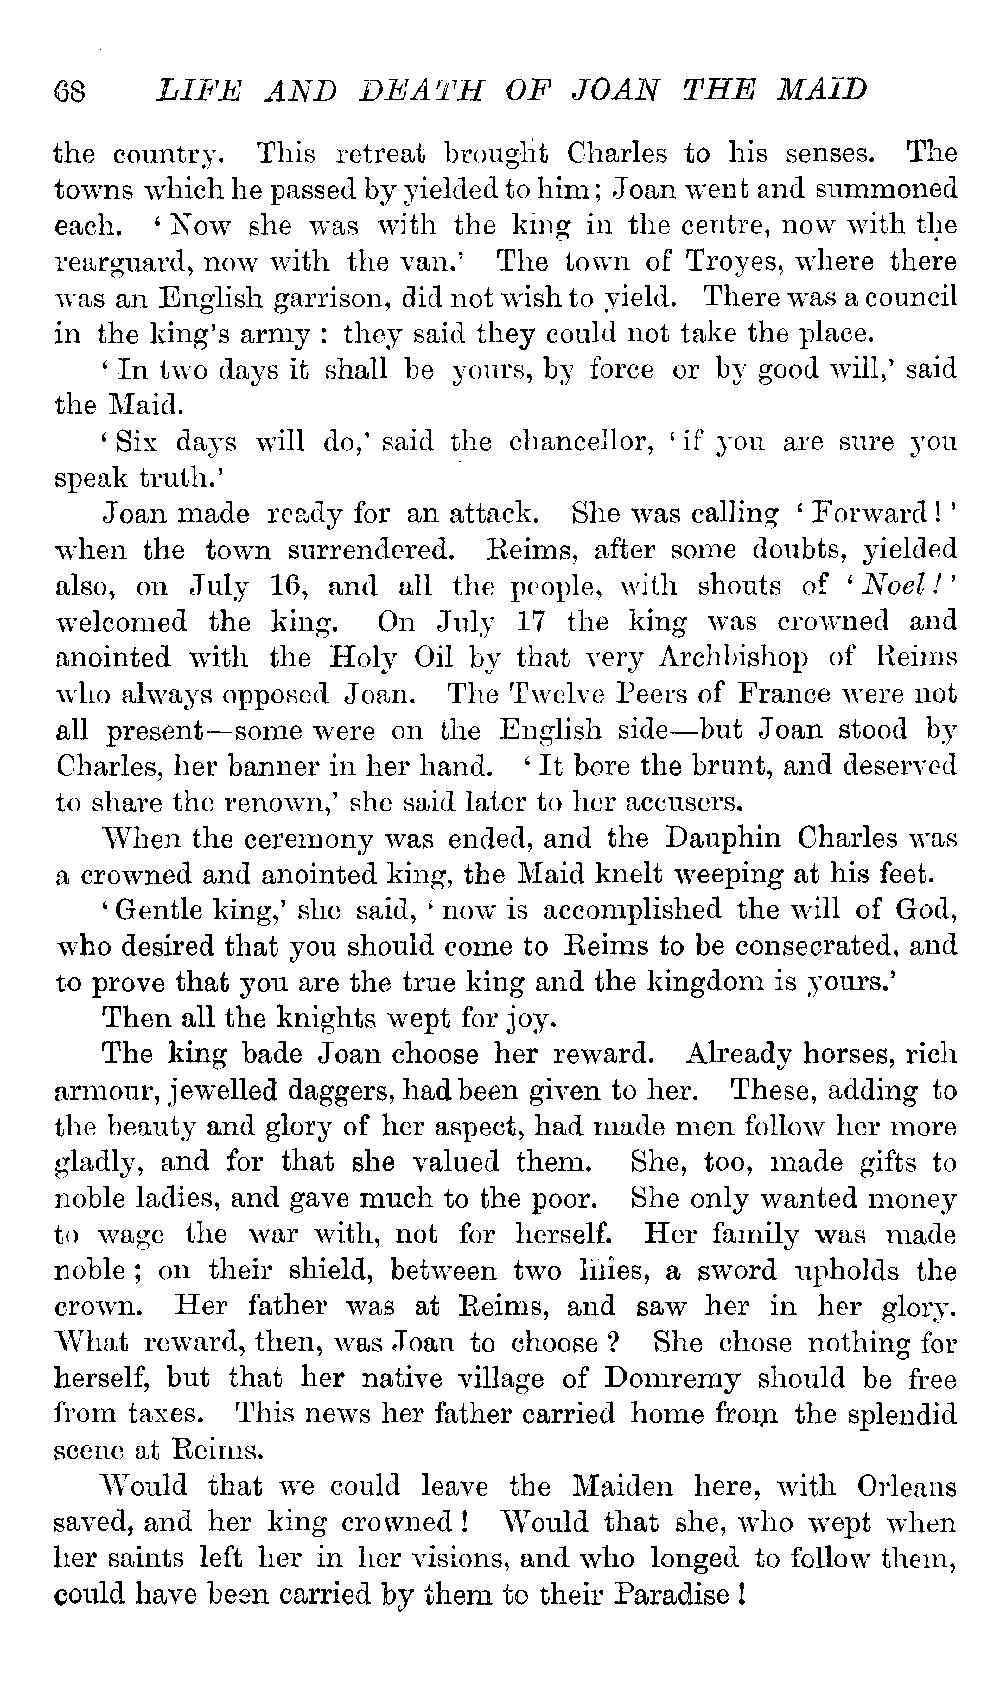 68 LIFE AND DEATH OF JOAN THE MAID
the country. This retreat brought Charles to his senses. The
towns which he passed by yielded to him; Joan went and summoned
each. ‘Now she was with the king in the centre, now with the
rearguard, now with the van.’ The town of Troyes, where there
was an English garrison, did not wish to yield. There was a council
in the king’s army : they said they could not take the place.
‘In two days it shall be yours, by force or by good will,’ said
the Maid.
‘Six days will do,’ said the chancellor, ‘if you are sure you
speak truth.’
Joan made ready for an attack. She was calling ‘Forward!’
when the town surrendered. Reims, after some doubts, yielded
also, on July 16, and all the people, with shouts of ‘Noel!’
welcomed the king. On July 17 the king was crowned and
anointed with the Holy Oil by that very Archbishop of Reims
who always opposed Joan. The Twelve Peers of France were not
all present—some were on the English side—but Joan stood by
Charles, her banner in her hand. ‘It bore the brunt, and deserved
to share the renown,’ she said later to her accusers.
When the ceremony was ended, and the Dauphin Charles was
a crowned and anointed king, the Maid knelt weeping at his feet.
‘Gentle king,’ she said, ‘now is accomplished the will of God,
who desired that you should come to Reims to be consecrated, and
to prove that you are the true king and the kingdom is yours.’
Then all the knights wept for joy.
The king bade Joan choose her reward. Already horses, rich
armour, jewelled daggers, had been given to her. These, adding to
the beauty and glory of her aspect, had made men follow her more
gladly, and for that she valued them. She, too, made gifts to
noble ladies, and gave much to the poor. She only wanted money
to wage the war with, not for herself. Her family was made
noble ; on their shield, between two lilies, a sword upholds the
crown. Her father was at Reims, and saw her in her glory.
What reward, then, was Joan to choose? She chose nothing for
herself, but that her native village of Domremy should be free
from taxes. This news her father carried home from the splendid
scene at Reims.
Would that we could leave the Maiden here, with Orleans
saved, and her king crowned! Would that she, who wept when
her saints left her in her visions, and who longed to follow them,
could have been carried by them to their Paradise!